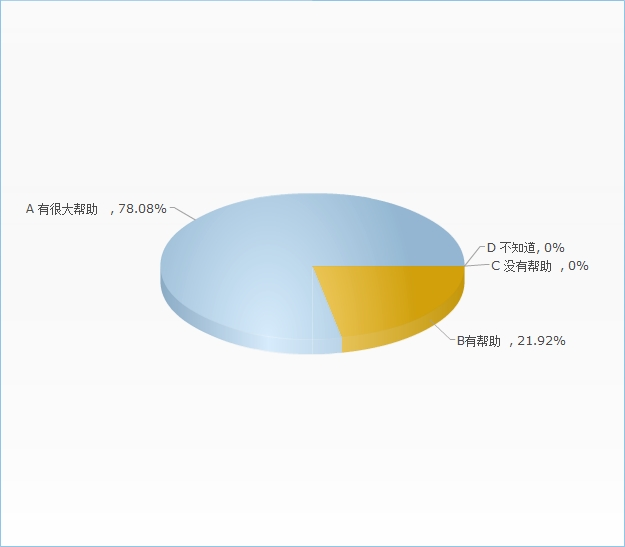 A 有很大帮助 , 78.08%
D 不知道, 0%
C 没有帮助 , 0%
B有帮助 , 21.92%